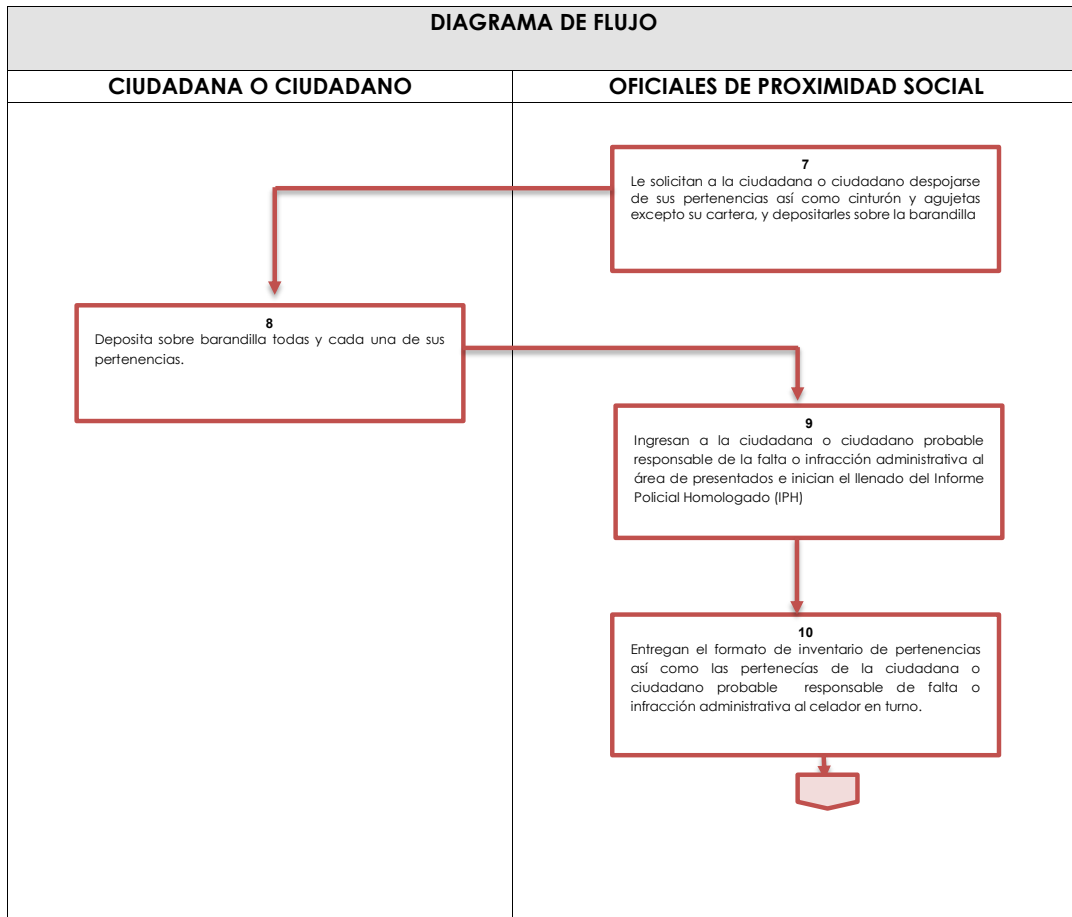 DIAGRAMA DE FLUJO
CIUDADANA O CIUDADANO
OFICIALES DE PROXIMIDAD SOCIAL
7
Le solicitan a la ciudadana o ciudadano despojarse
de sus pertenencias así como cinturón y agujetas
excepto su cartera, y depositarles sobre la barandilla
8
Deposita sobre barandilla todas y cada una de sus
pertenencias.
9
Ingresan a la ciudadana o ciudadano probable
responsable de la falta o infracción administrativa al
área de presentados e inician el llenado del Informe
Policial Homologado (IPH)
10
Entregan el formato de inventario de pertenencias
así como las pertenecías de la ciudadana o
ciudadano probable responsable de falta o
infracción administrativa al celador en turno.